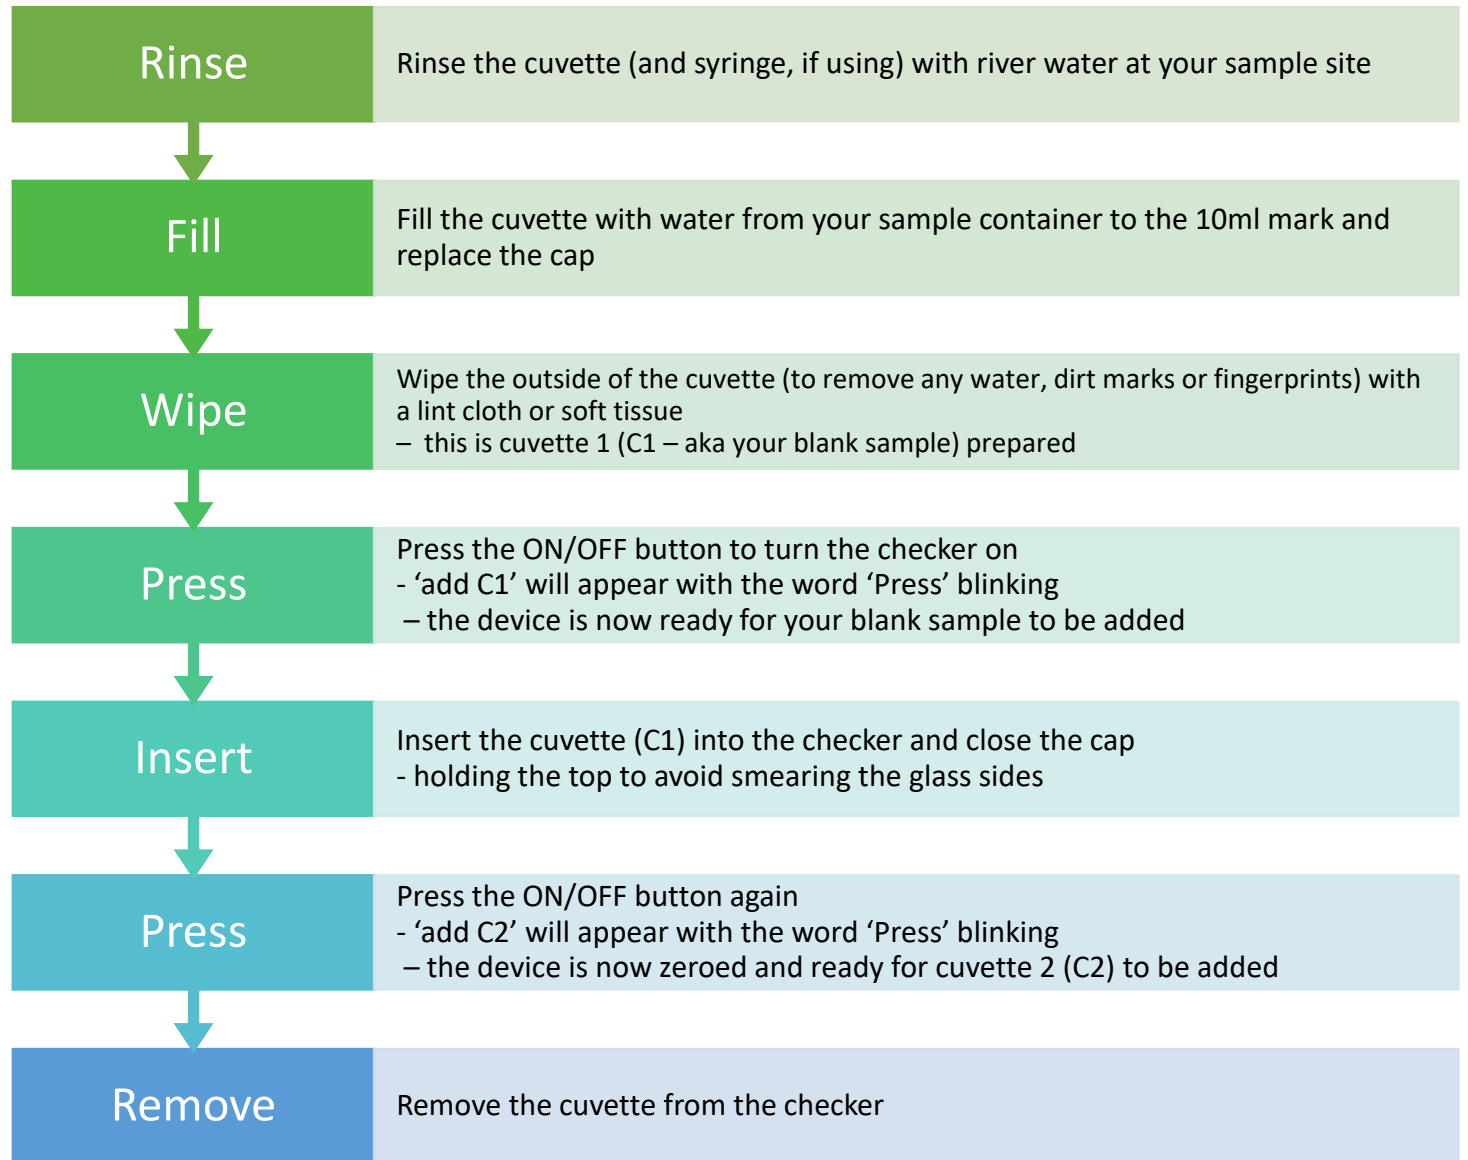 Rinse
Rinse the cuvette (and syringe, if using) with river water at your sample site
Fill
Fill the cuvette with water from your sample container to the 10ml mark and
replace the cap
Wipe
Wipe the outside of the cuvette (to remove any water, dirt marks or fingerprints) with
a lint cloth or soft tissue
– this is cuvette 1 (C1 – aka your blank sample) prepared
Press
Press the ON/OFF button to turn the checker on
- ‘add C1’ will appear with the word ‘Press’ blinking
– the device is now ready for your blank sample to be added
Insert
Insert the cuvette (C1) into the checker and close the cap
- holding the top to avoid smearing the glass sides
Press
Press the ON/OFF button again
- ‘add C2’ will appear with the word ‘Press’ blinking
– the device is now zeroed and ready for cuvette 2 (C2) to be added
Remove
Remove the cuvette from the checker